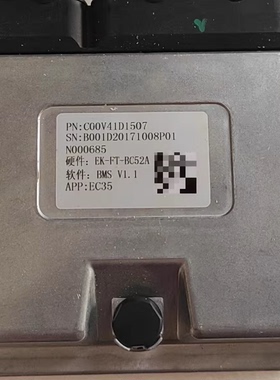 PN:C00V41D1507
SN:B001D20171008P01
N000685
硬件: EK-FT-BC52A
软件: BMS V1.1
APP:EC35